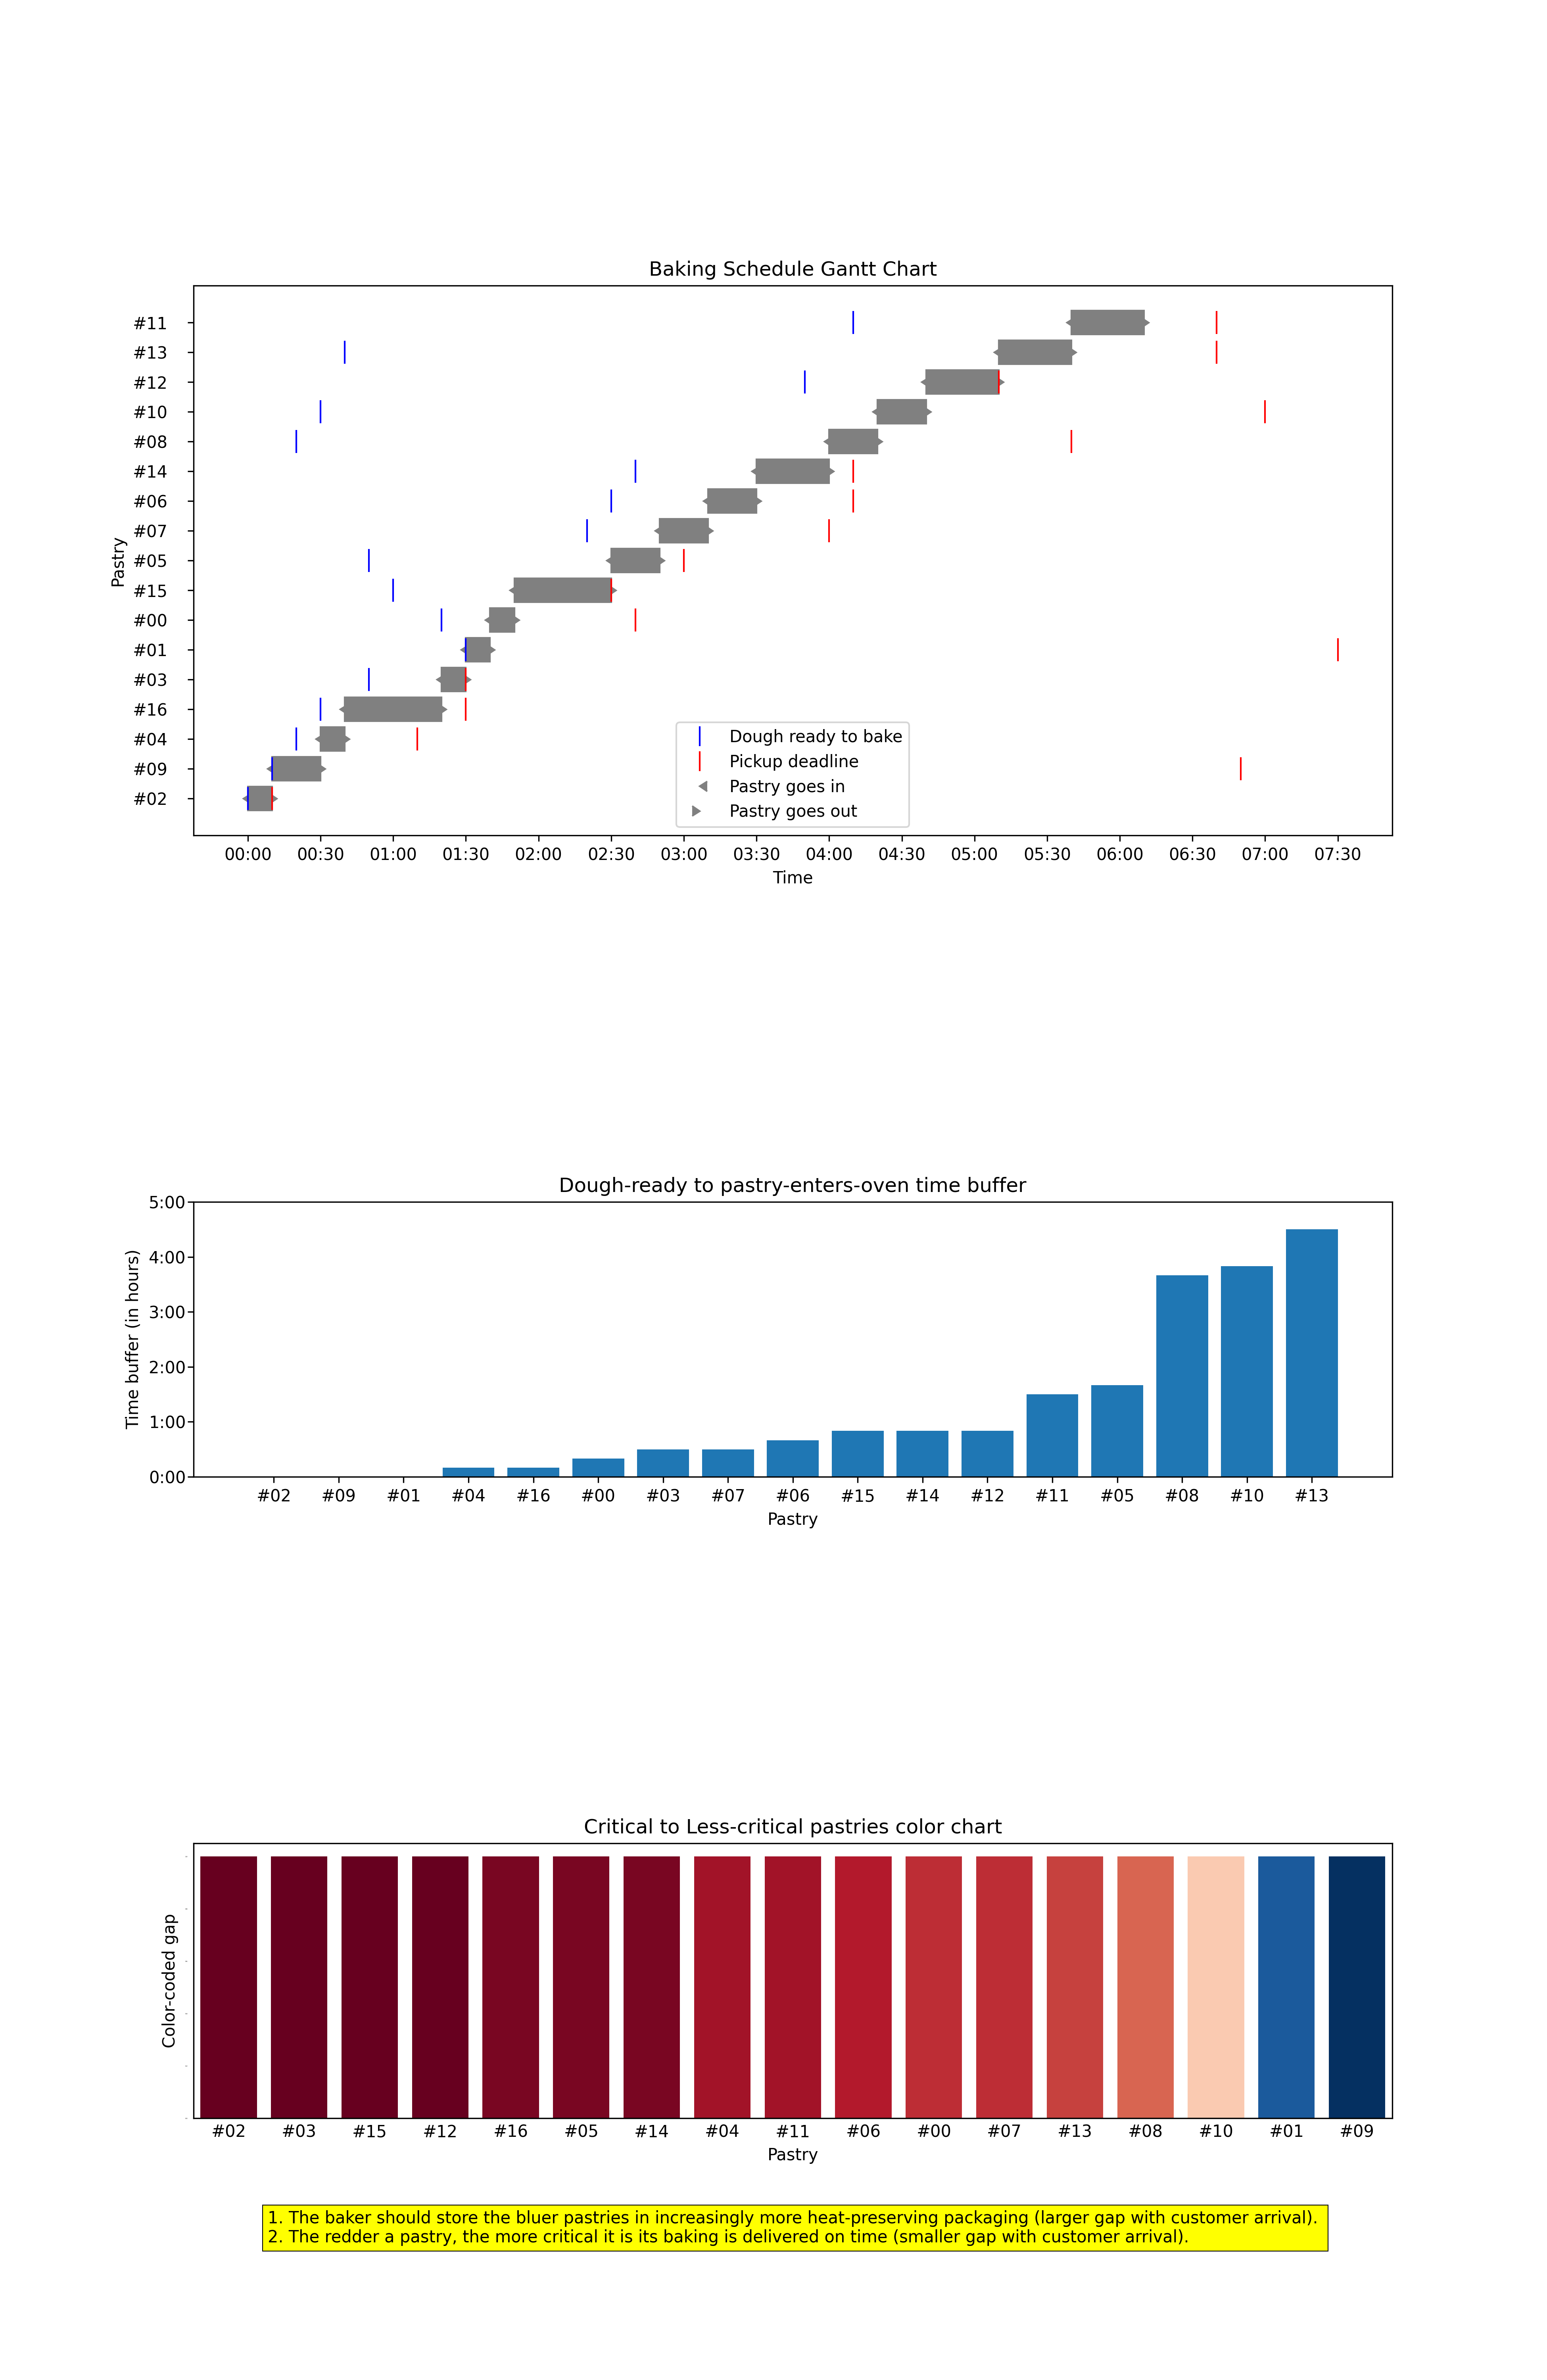 Baking Schedule Gantt Chart
#11
#13
#12
#10
#08
#14
#06
#07
#05
#15
#00
#01
#03
#16
#04
#09
#02
Pastry
Dough ready to bake
Pickup deadline
Pastry goes in
Pastry goes out
00:00 00:30 01:00 01:30 02:00 02:30 03:00 03:30 04:00 04:30 05:00 05:30 06:00 06:30 07:00 07:30
Time
Dough-ready to pastry-enters-oven time buffer
5:00
4:00
3:00
2:00
1:00
0:00
Time buffer (in hours)
#02 #09 #01 #04 #16 #00 #03 #07 #06 #15 #14 #12 #11 #05 #08 #10 #13
Pastry
Critical to Less-critical pastries color chart
Color-coded gap
#02 #03 #15 #12 #16 #05 #14 #04 #11 #06 #00 #07 #13 #08 #10 #01 #09
Pastry
1. The baker should store the bluer pastries in increasingly more heat-preserving packaging (larger gap with customer arrival).
2. The redder a pastry, the more critical it is its baking is delivered on time (smaller gap with customer arrival).